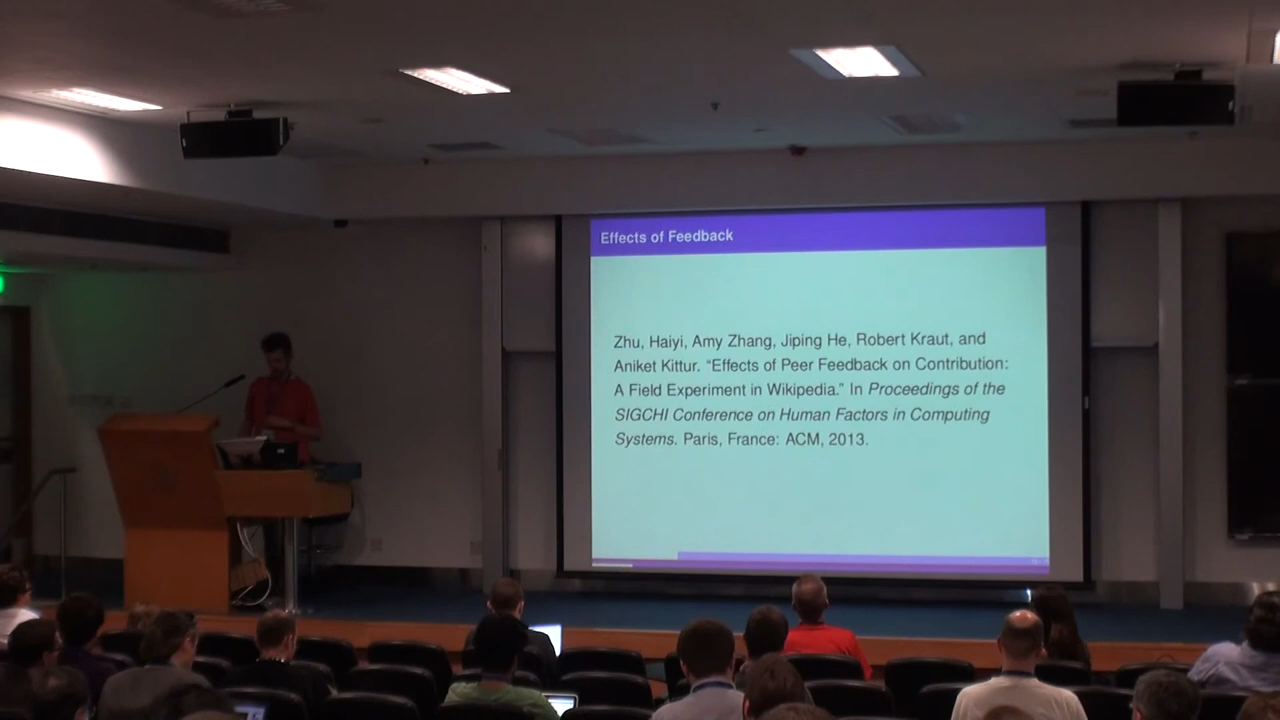 Effects of Feedback
Zhu, Haiyi, Amy Zhang, Jiping He, Robert Kraut, and
Aniket Kittur. “Effects of Peer Feedback on Contribution:
A Field Experiment in Wikipedia.” In Proceedings of the
SIGCHI Conference on Human Factors in Computing
Systems. Paris, France: ACM, 2013.